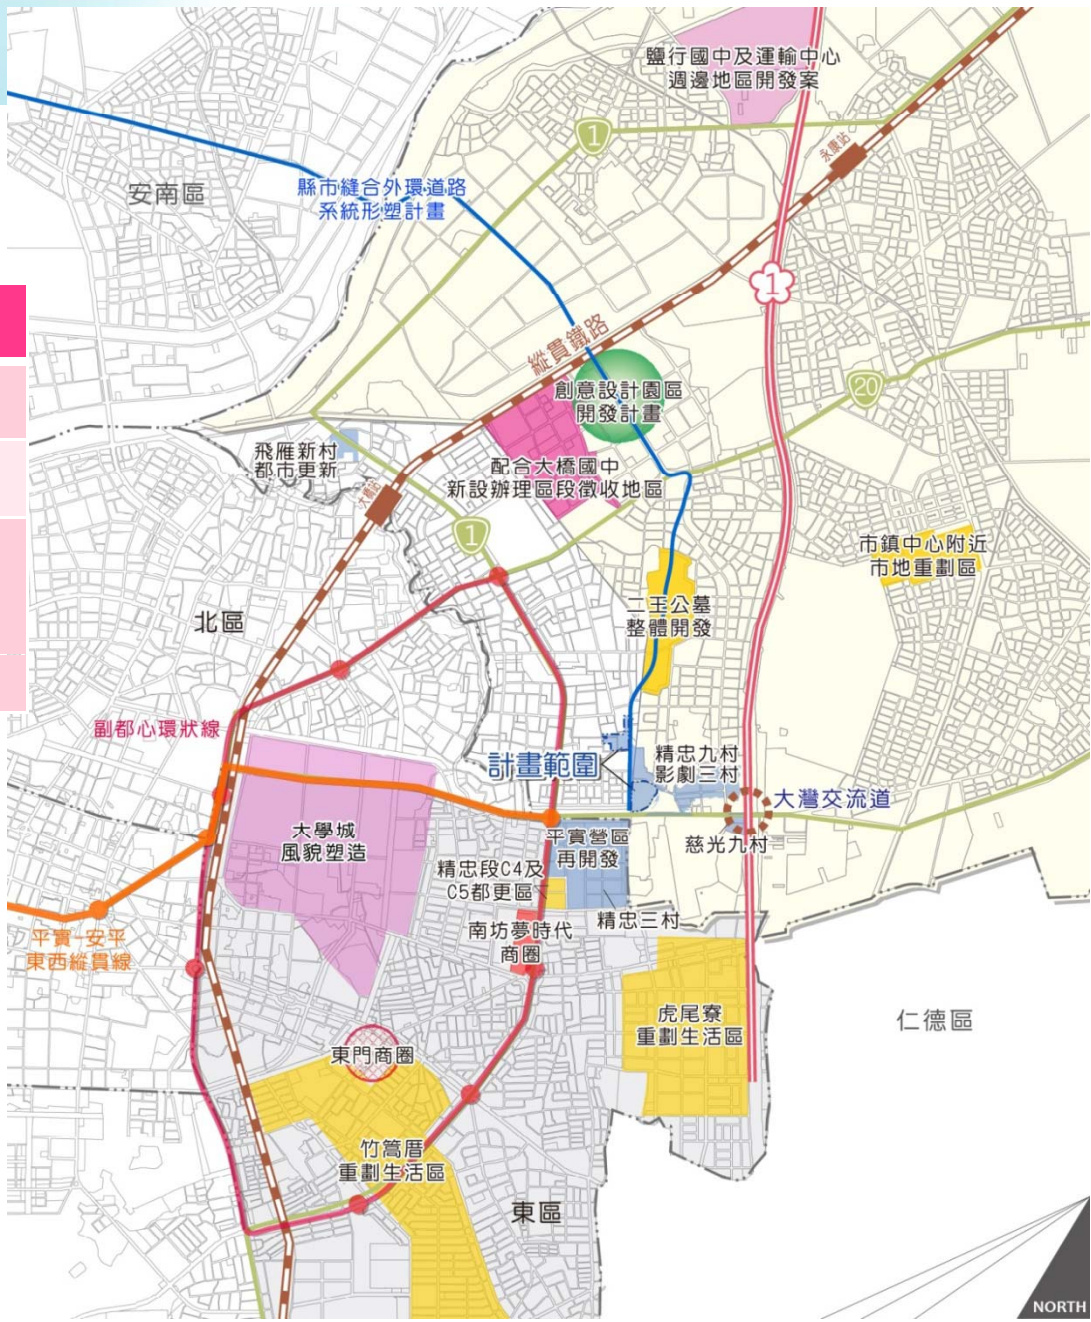 鹽行國中及運輸中心
週邊地區開發案
1
永康站
安南區
縣市縫合外環道路
系統形塑計畫
1
縱貫鐵路
創意設計園區
開發計畫
20
飛雁新村
都市更新
配合大橋國中
新設辦理區段徵收地區
大橋站
1
市鎮中心附近
市地重劃區
北區
二王公墓
整體開發
副都心環狀線
計畫範圍
精忠九村
影劇三村
大灣交流道
大學城
風貌塑造
平實營區
再開發
慈光九村
精忠段C4及
C5都更區
精忠三村
南坊夢時代
商圈
平實-安平
東西縱貫線
虎尾寮
重劃生活區
仁德區
東門商圈
竹篙厝
重劃生活區
東區
NORTH